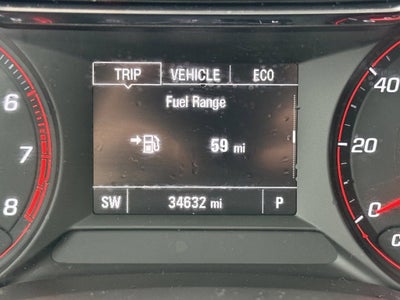 TRIP VEHICLE ECO
Fuel Range
59 mi
SW 34632 mi P
6
7
8
40
20
0
C